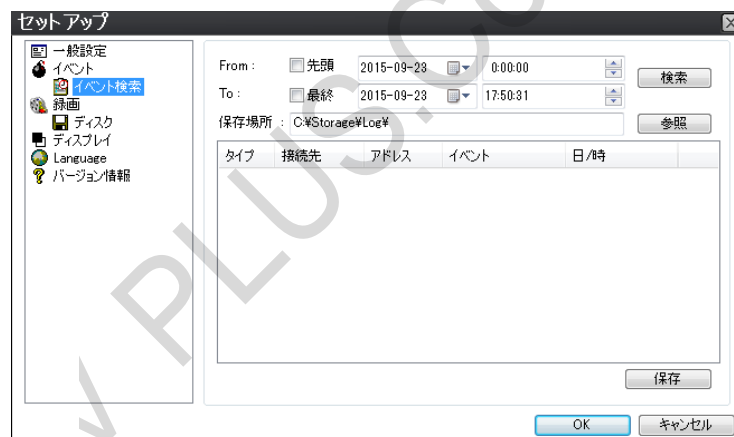 セットアップ
一般設定
イベント
イベント検索
録画
ディスク
ディスプレイ
Language
バージョン情報
From : 先頭 2015-09-23 0:00:00
検索
To : 最終 2015-09-23 17:50:31
保存場所 : C:¥Storage¥Log¥ 参照
タイプ 接続先 アドレス イベント 日/時
保存
OK キャンセル
PLUS.CO